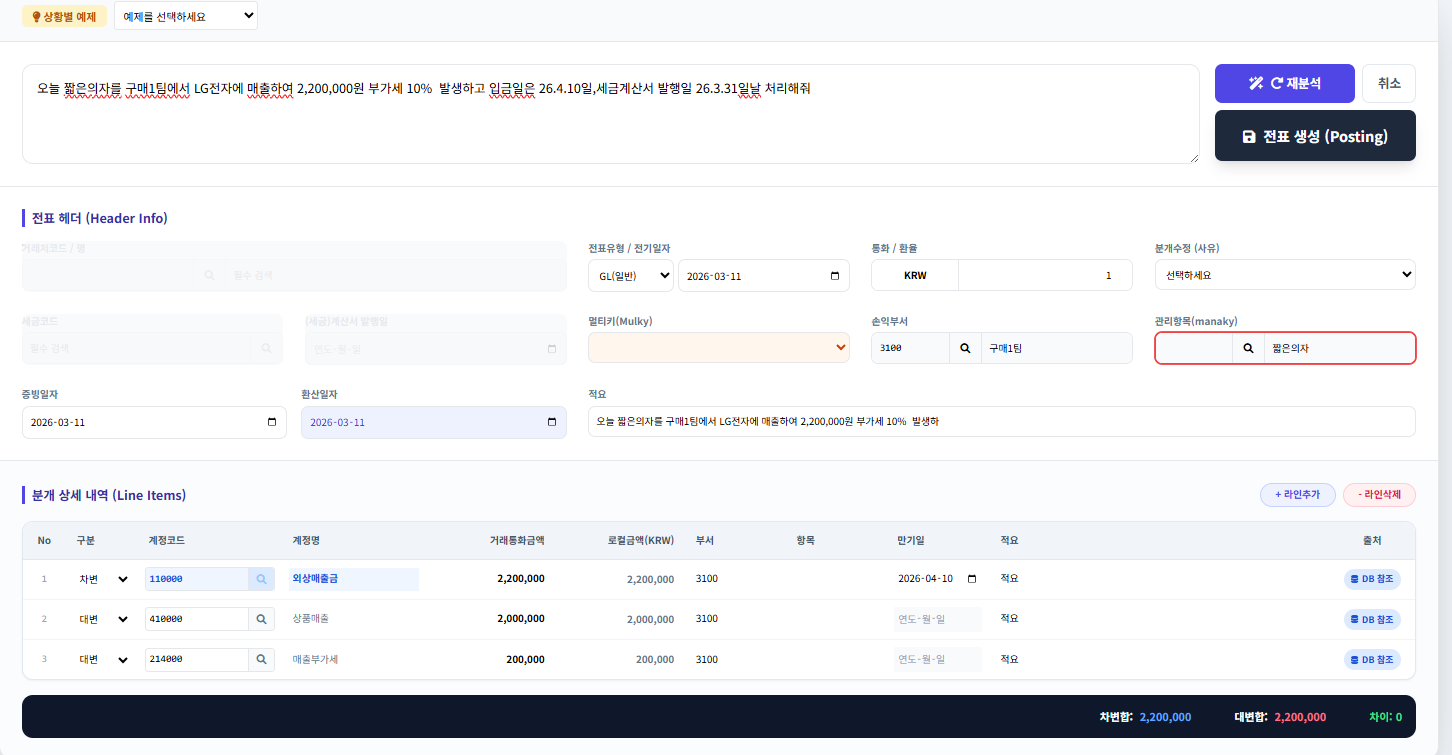 상황별 예제 예제를 선택하세요
오늘 짧은의자를 구매1팀에서 LG전자에 매출하여 2,200,000원 부가세 10%  발생하고 입금일은 26.4.10일,세금계산서 발행일 26.3.31일날 처리해줘
재분석 취소
전표 생성 (Posting)
전표 헤더 (Header Info)
거래처코드 / 명 전표유형 / 전기일자 통화 / 환율 분개수정 (사유)
필수 검색 GL(일반) 2026-03-11 KRW 1 선택하세요
세금코드 (세금)계산서 발행일 멀티키(Mulky) 손익부서 관리항목(manaky)
필수 검색 연도-월-일 3100 구매1팀 짧은의자
증빙일자 환산일자 적요
2026-03-11 2026-03-11 오늘 짧은의자를 구매1팀에서 LG전자에 매출하여 2,200,000원 부가세 10%  발생하
분개 상세 내역 (Line Items) + 라인추가 - 라인삭제
No 구분 계정코드 계정명 거래통화금액 로컬금액(KRW) 부서 항목 만기일 적요 출처
1 차변 110000 외상매출금 2,200,000 2,200,000 3100 2026-04-10 적요 DB 참조
2 대변 410000 상품매출 2,000,000 2,000,000 3100 연도-월-일 적요 DB 참조
3 대변 214000 매출부가세 200,000 200,000 3100 연도-월-일 적요 DB 참조
차변합: 2,200,000 대변합: 2,200,000 차이: 0